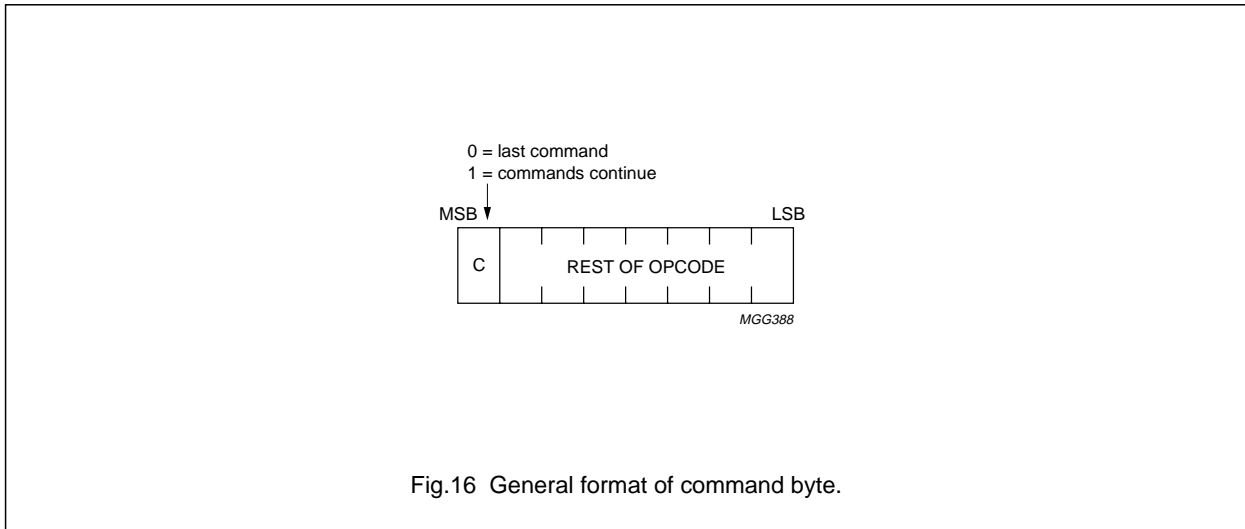 0 = last command
1 = commands continue
MSB LSB
C REST OF OPCODE
MGG388
Fig.16 General format of command byte.